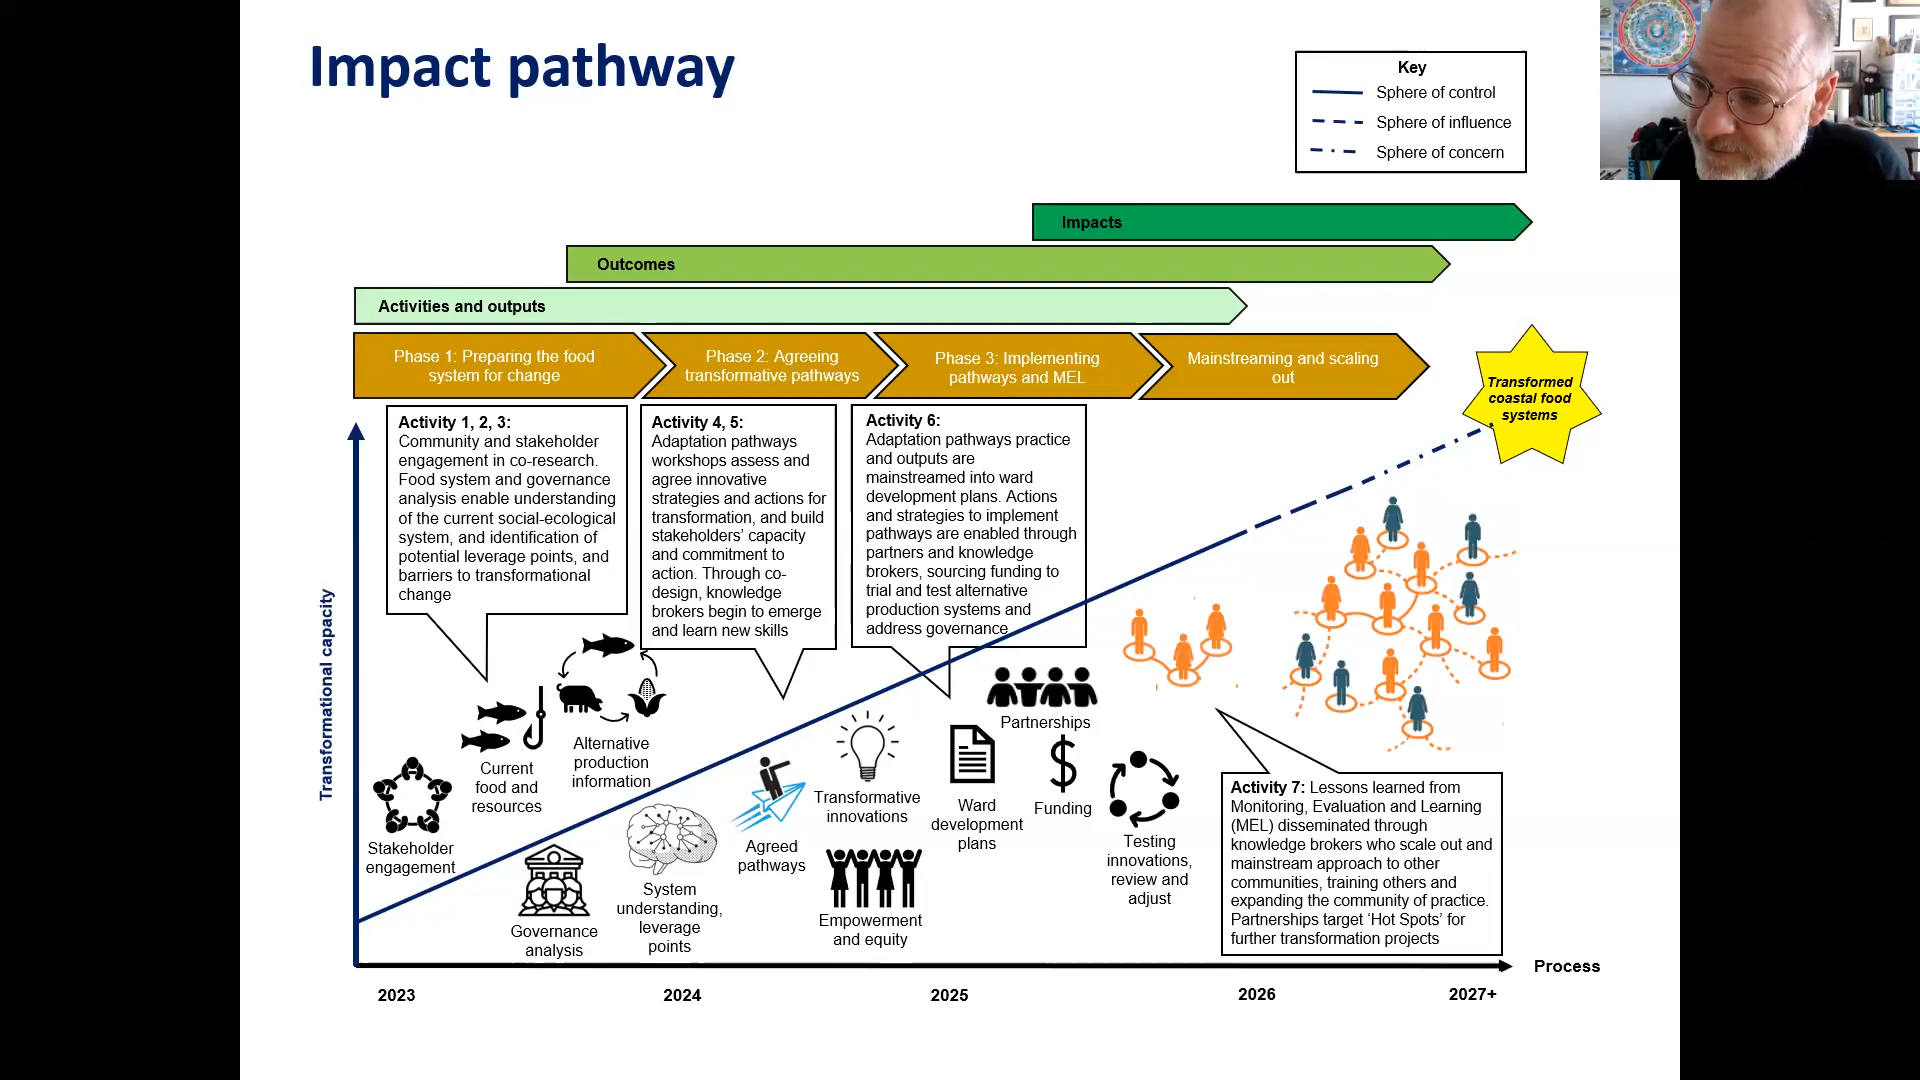 Impact pathway
Key
Sphere of control
Sphere of influence
Sphere of concern
Impacts
Outcomes
Activities and outputs
Phase 1: Preparing the food
system for change
Phase 2: Agreeing
transformative pathways
Phase 3: Implementing
pathways and MEL
Mainstreaming and scaling
out
Transformed
coastal food
systems
Activity 1, 2, 3:
Community and stakeholder
engagement in co-research.
Food system and governance
analysis enable understanding
of the current social-ecological
system, and identification of
potential leverage points, and
barriers to transformational
change
Activity 4, 5:
Adaptation pathways
workshops assess and
agree innovative
strategies and actions for
transformation, and build
stakeholders' capacity
and commitment to
action. Through co-
design, knowledge
brokers begin to emerge
and learn new skills
Activity 6:
Adaptation pathways practice
and outputs are
mainstreamed into ward
development plans. Actions
and strategies to implement
pathways are enabled through
partners and knowledge
brokers, sourcing funding to
trial and test alternative
production systems and
address governance
Transformational capacity
Stakeholder
engagement
Current
food and
resources
Alternative
production
information
Governance
analysis
System
understanding,
leverage
points
Agreed
pathways
Transformative
innovations
Empowerment
and equity
Ward
development
plans
Partnerships
Funding
Testing
innovations,
review and
adjust
Activity 7: Lessons learned from
Monitoring, Evaluation and Learning
(MEL) disseminated through
knowledge brokers who scale out and
mainstream approach to other
communities, training others and
expanding the community of practice.
Partnerships target 'Hot Spots' for
further transformation projects
Process
2023
2024
2025
2026
2027+